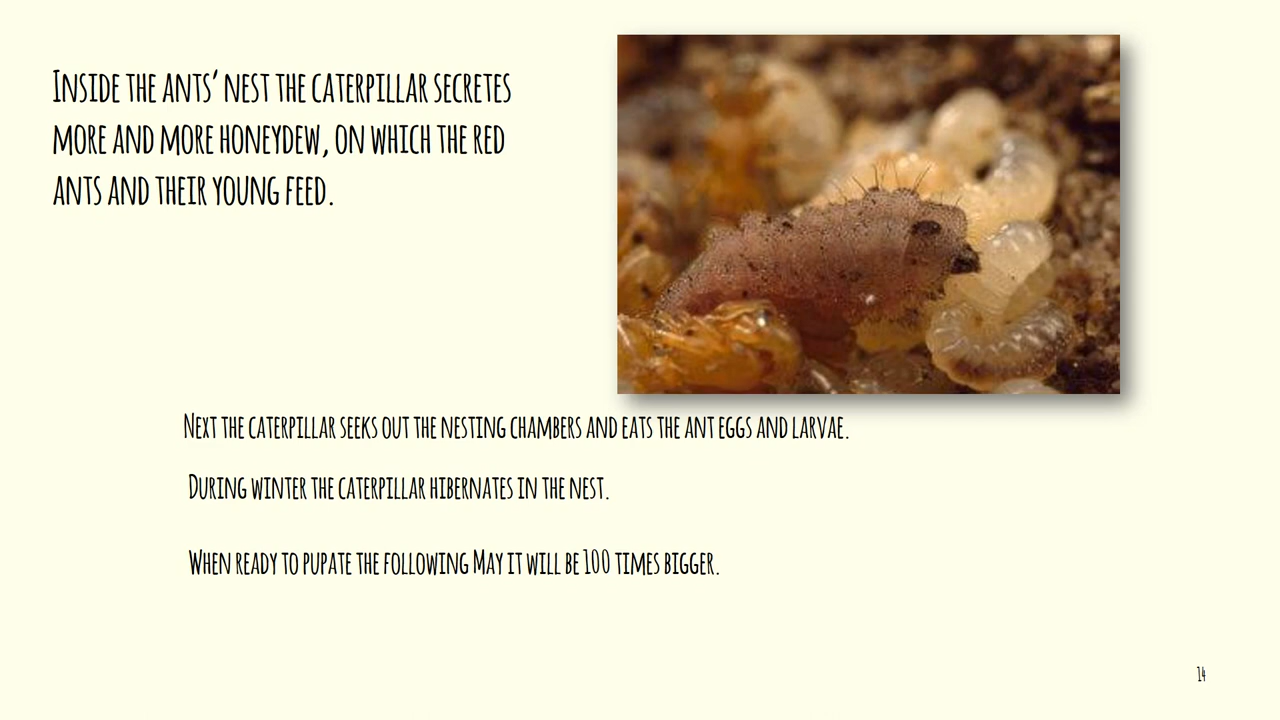 Inside the ants' nest the caterpillar secretes
more and more honeydew, on which the red
ants and their young feed.
Next the caterpillar seeks out the nesting chambers and eats the ant eggs and larvae.
During winter the caterpillar hibernates in the nest.
When ready to pupate the following May it will be 100 times bigger.
14